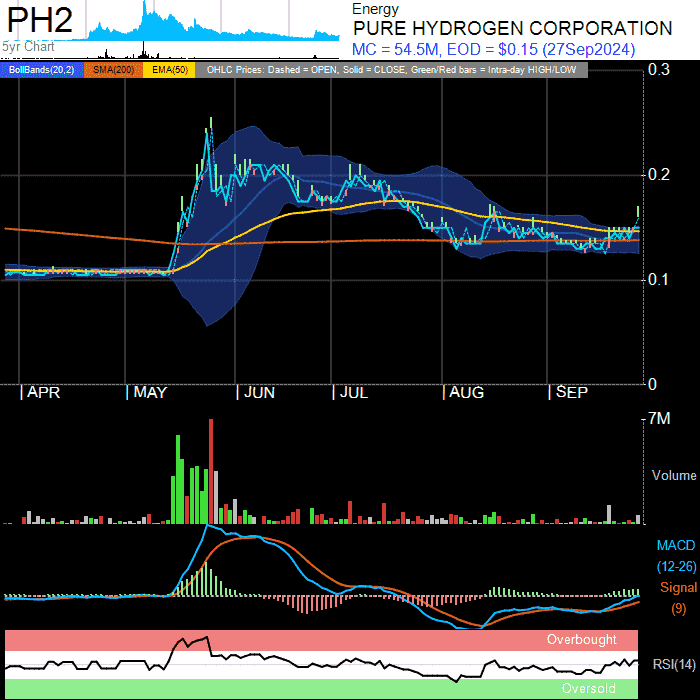 PH2
5yr Chart
Energy
PURE HYDROGEN CORPORATION
MC = 54.5M, EOD = $0.15 (27Sep2024)
BollBands(20,2) SMA(200) EMA(50) OHLC Prices: Dashed = OPEN, Solid = CLOSE, Green/Red bars = Intra-day HIGH/LOW
0.3
0.2
0.1
0
| APR | MAY | JUN | JUL | AUG | SEP
7M
Volume
MACD
(12-26)
Signal
(9)
Overbought
RSI(14)
Oversold